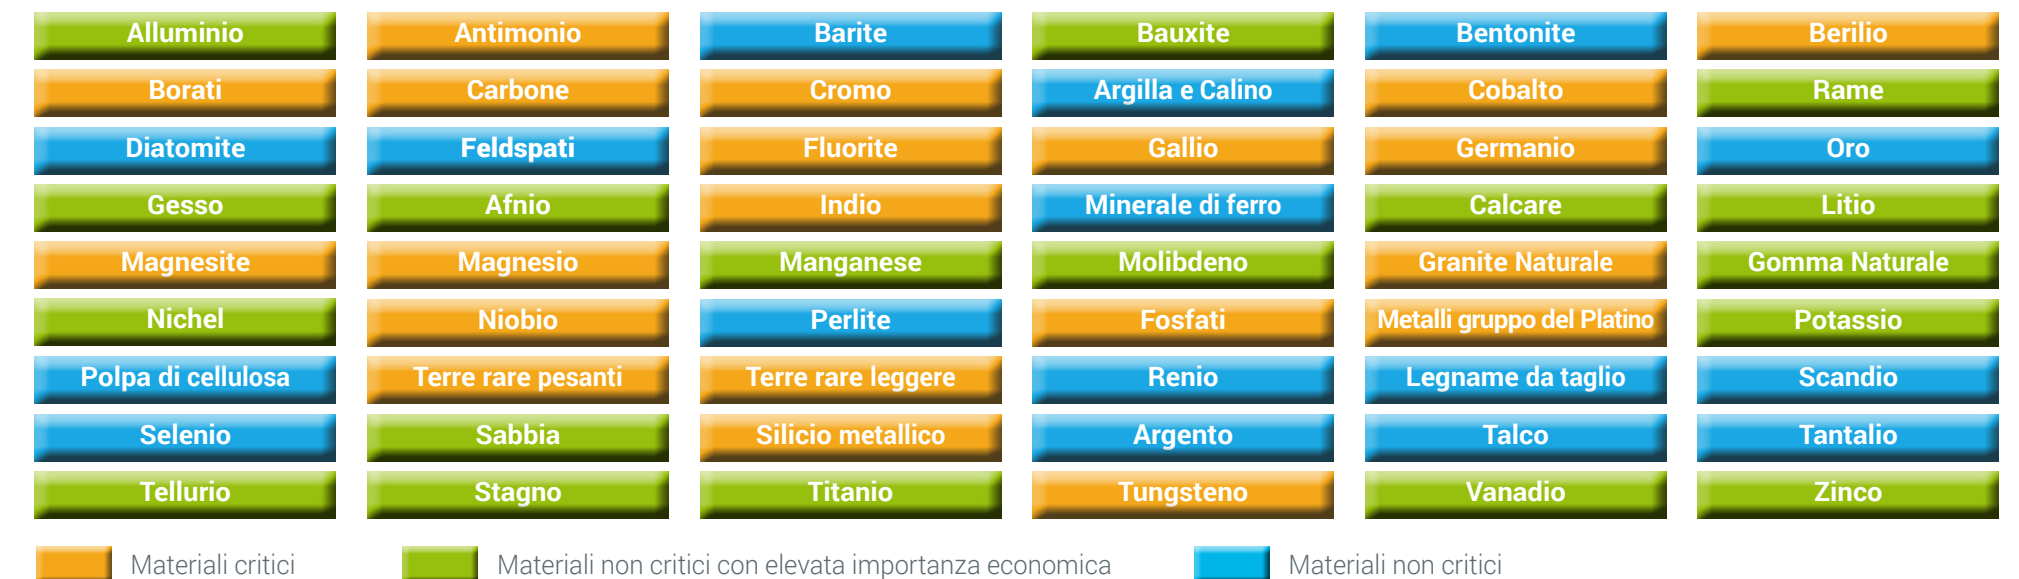 Alluminio Antimonio Barite Bauxite Bentonite Berilio
Borati Carbone Cromo Argilla e Calino Cobalto Rame
Diatomite Feldspati Fluorite Gallio Germanio Oro
Gesso Afnio Indio Minerale di ferro Calcare Litio
Magnesite Magnesio Manganese Molibdeno Granite Naturale Gomma Naturale
Nichel Niobio Perlite Fosfati Metalli gruppo del Platino Potassio
Polpa di cellulosa Terre rare pesanti Terre rare leggere Renio Legname da taglio Scandio
Selenio Sabbia Silicio metallico Argento Talco Tantalio
Tellurio Stagno Titanio Tungsteno Vanadio Zinco
Materiali critici Materiali non critici con elevata importanza economica Materiali non critici